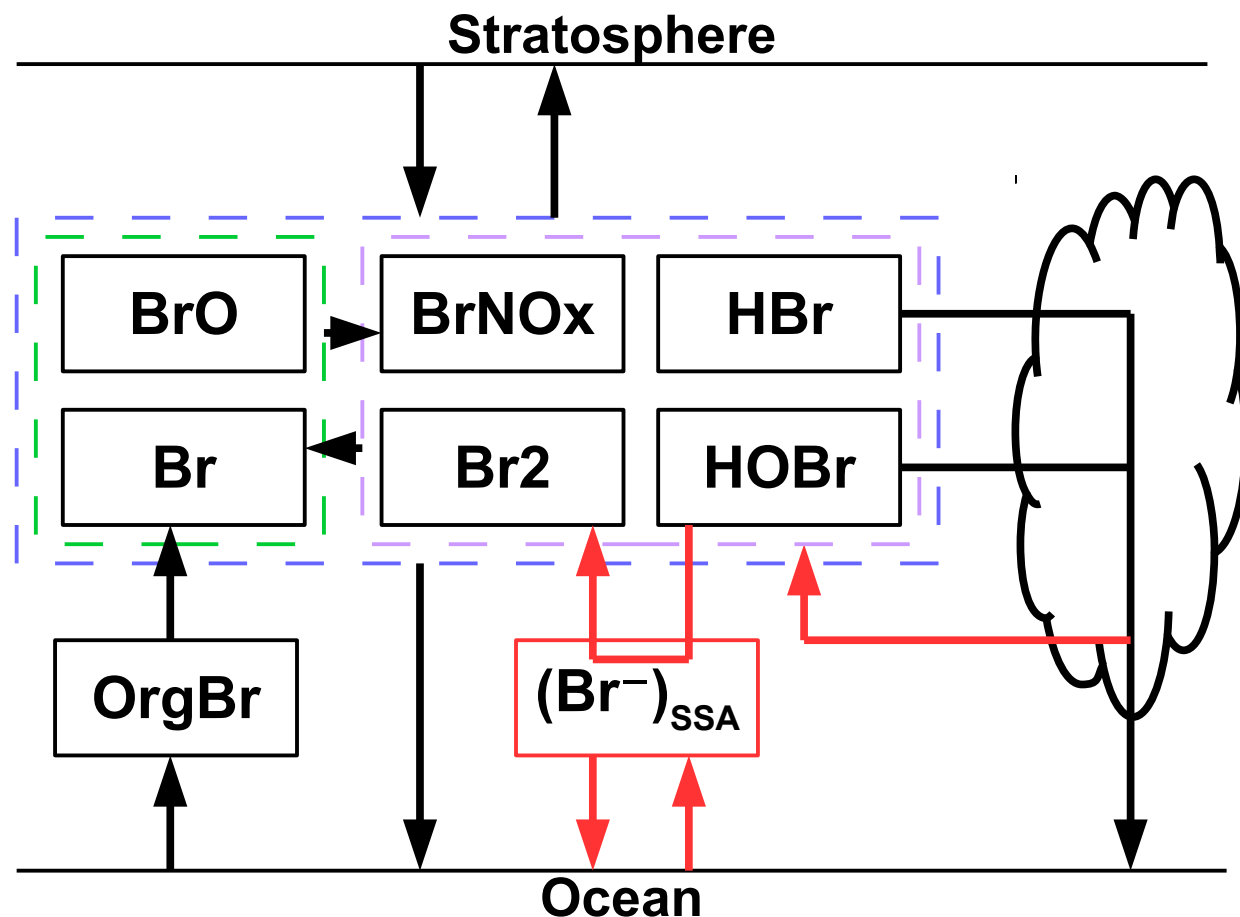 Stratosphere
BrO
BrNOx
HBr
Br
Br2
HOBr
OrgBr
(Br⁻)SSA
Ocean